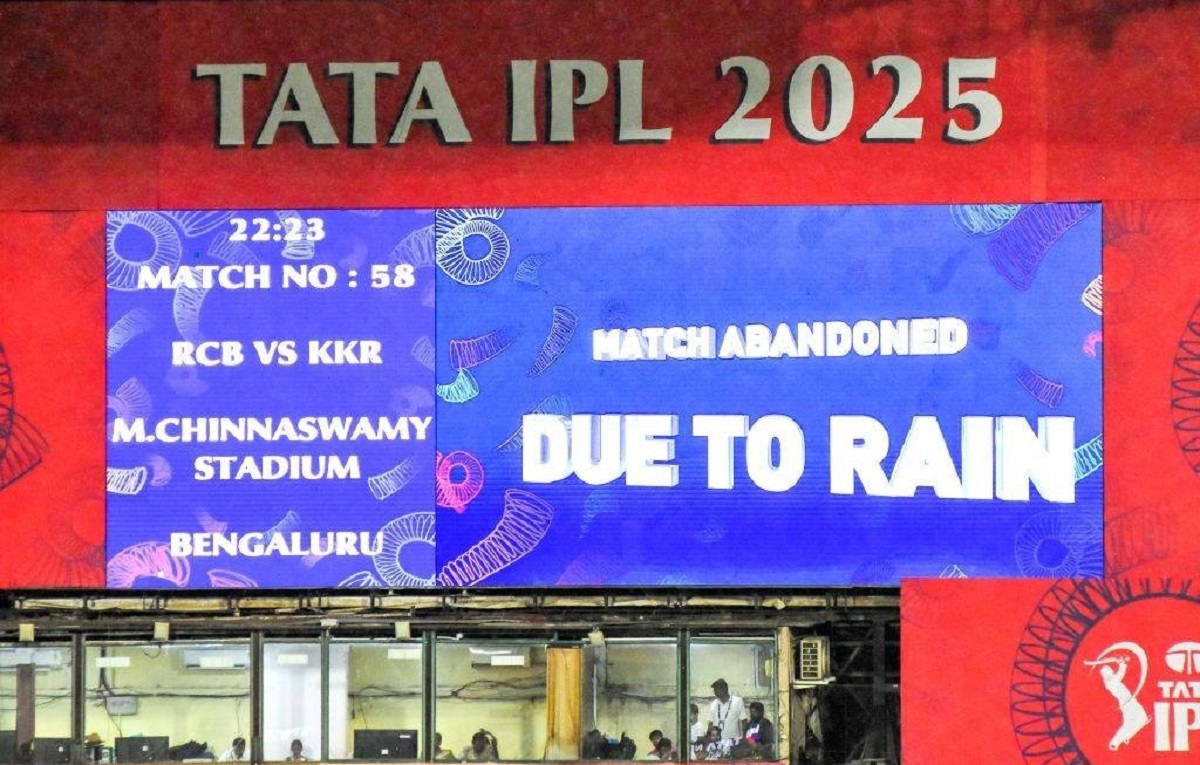 TATA IPL 2025
22:23
MATCH NO : 58
RCB VS KKR
M.CHINNASWAMY
STADIUM
BENGALURU
MATCH ABANDONED
DUE TO RAIN